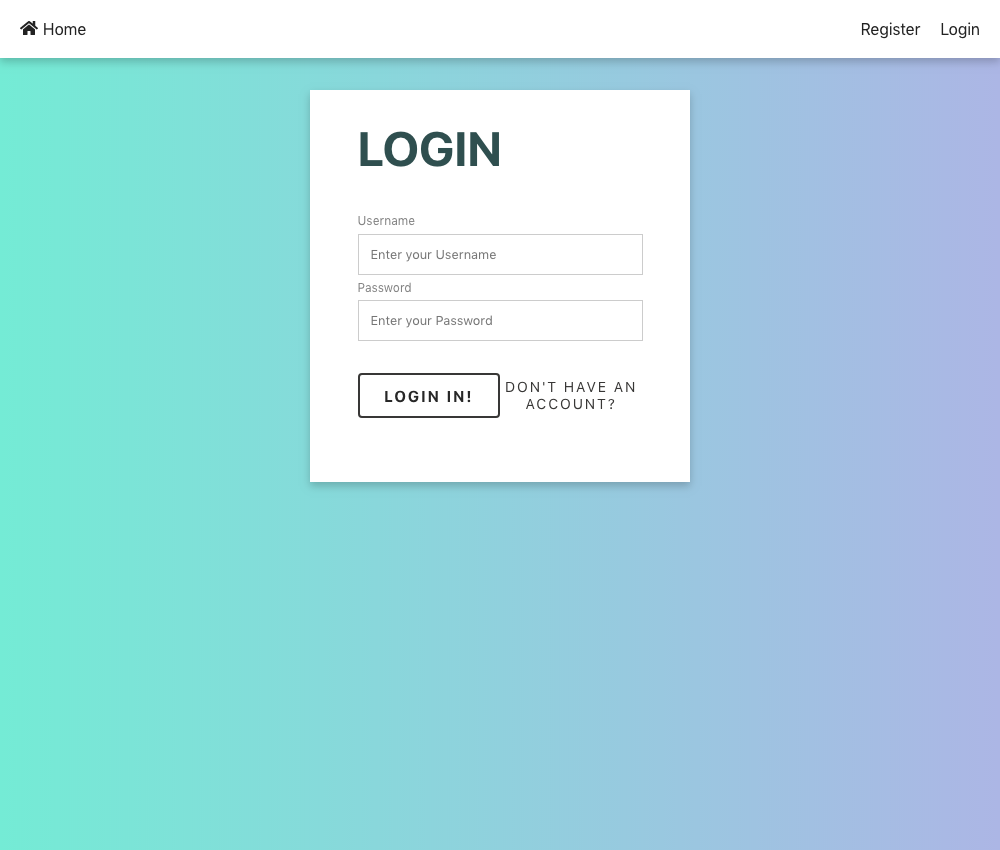 Home
Register
Login
LOGIN
Username
Enter your Username
Password
Enter your Password
LOGIN IN!
DON'T HAVE AN
ACCOUNT?